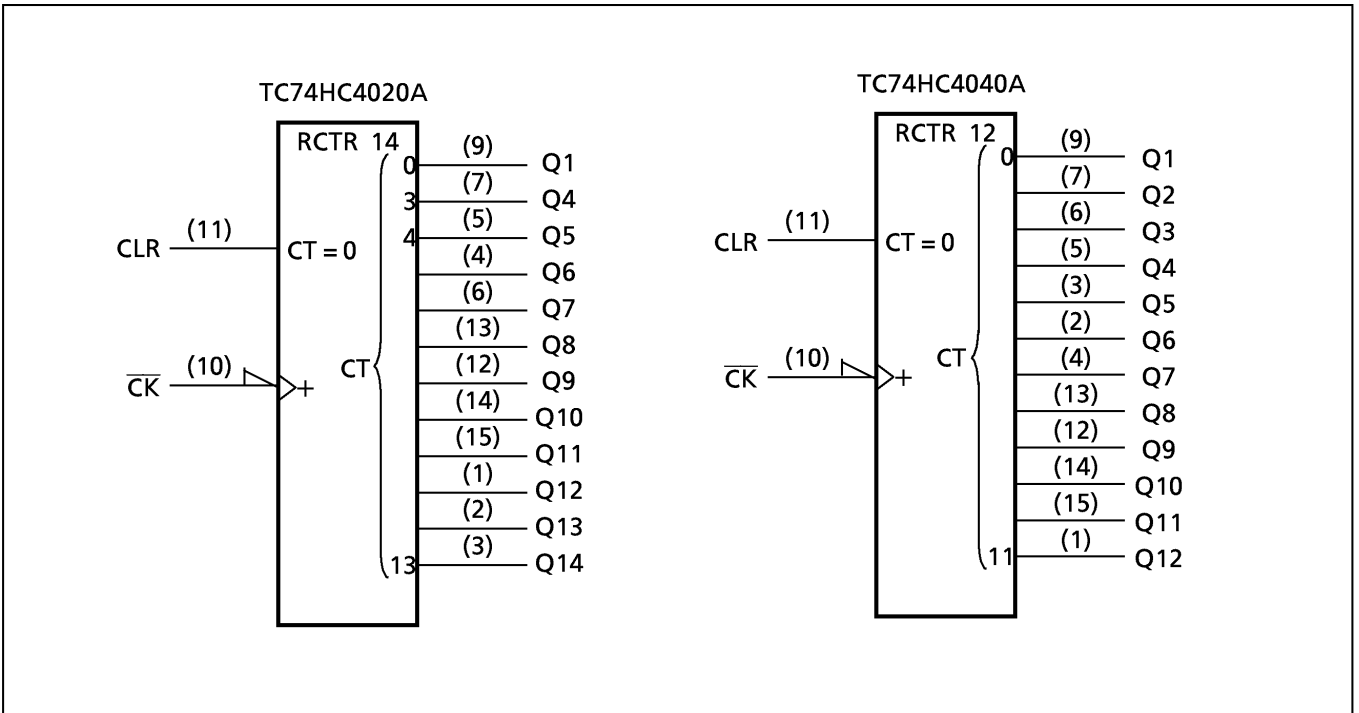 TC74HC4020A
RCTR 14
CLR (11) CT = 0
CK (10) +
CT
0 (9) Q1
3 (7) Q4
4 (5) Q5
(4) Q6
(6) Q7
(13) Q8
(12) Q9
(14) Q10
(15) Q11
(1) Q12
(2) Q13
13 (3) Q14
TC74HC4040A
RCTR 12
CLR (11) CT = 0
CK (10) +
CT
0 (9) Q1
(7) Q2
(6) Q3
(5) Q4
(3) Q5
(2) Q6
(4) Q7
(13) Q8
(12) Q9
(14) Q10
(15) Q11
11 (1) Q12